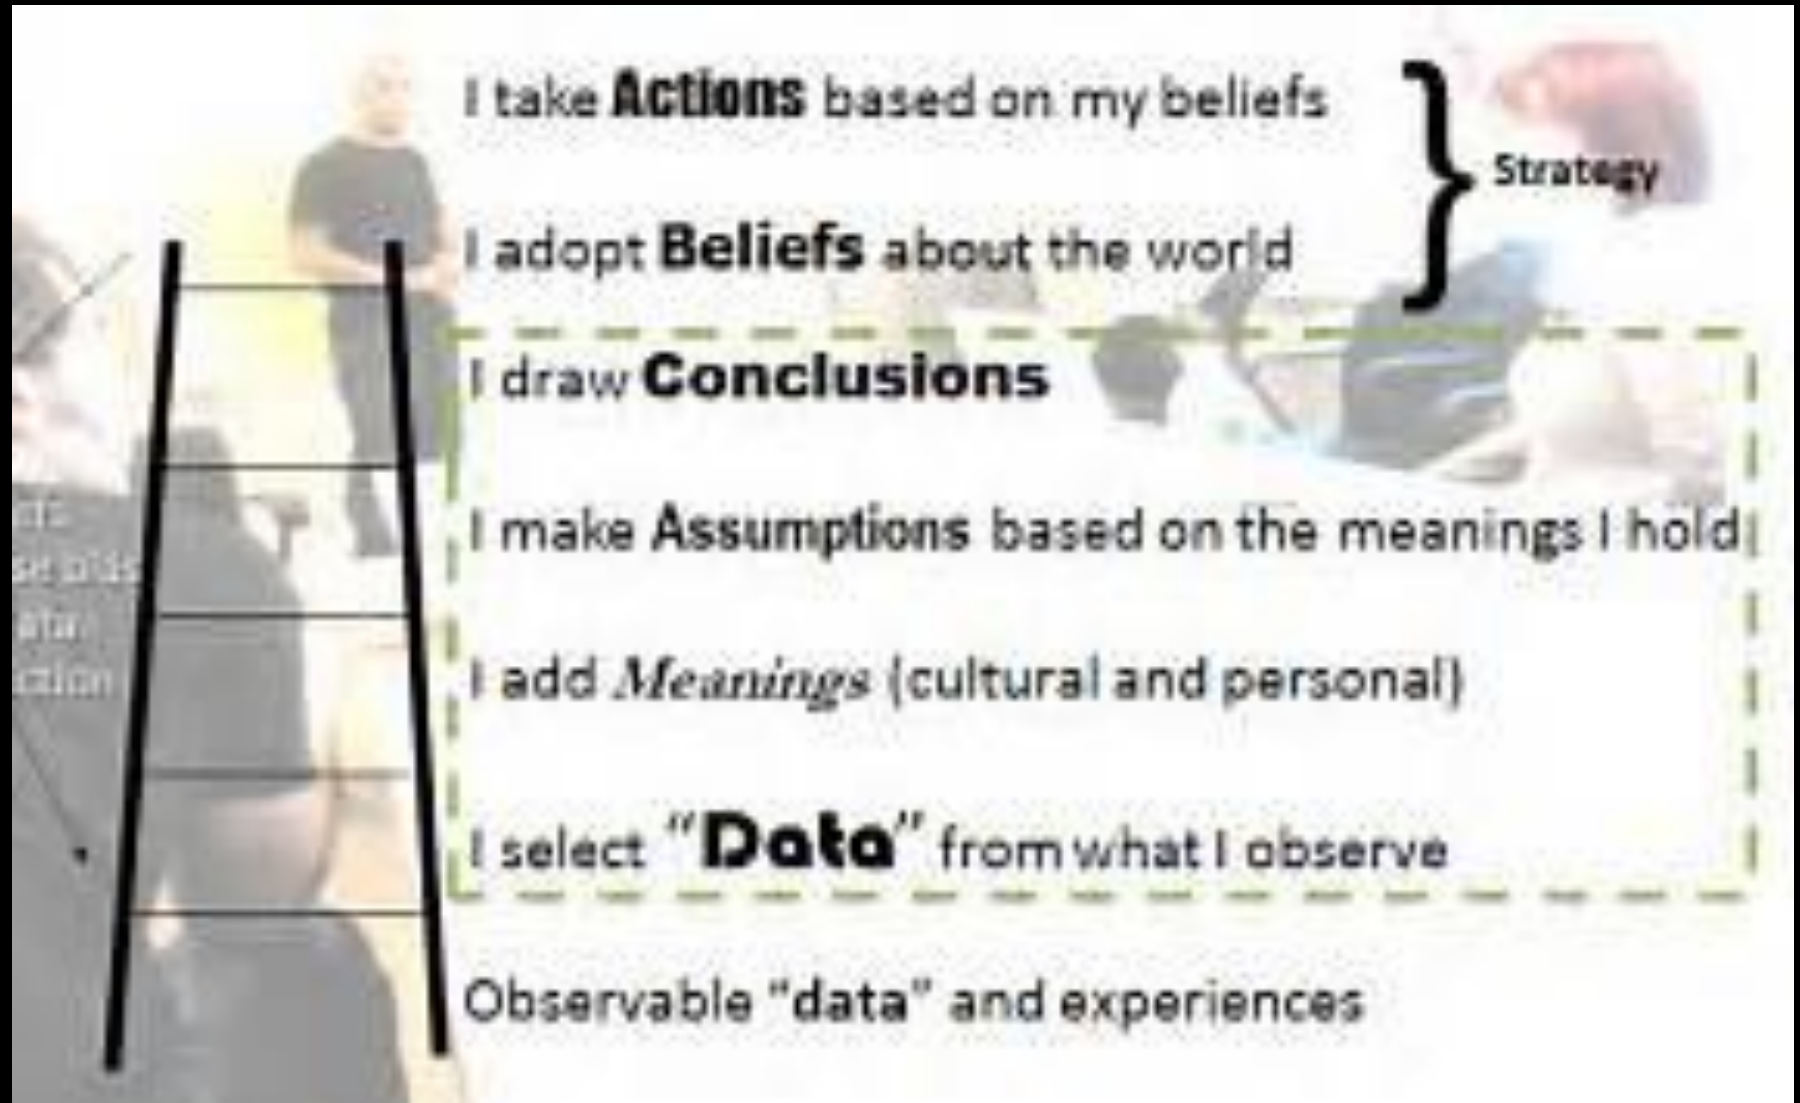 I take Actions based on my beliefs
Strategy
I adopt Beliefs about the world
I draw Conclusions
I make Assumptions based on the meanings I hold
I add Meanings (cultural and personal)
I select “Data” from what I observe
Observable “data” and experiences